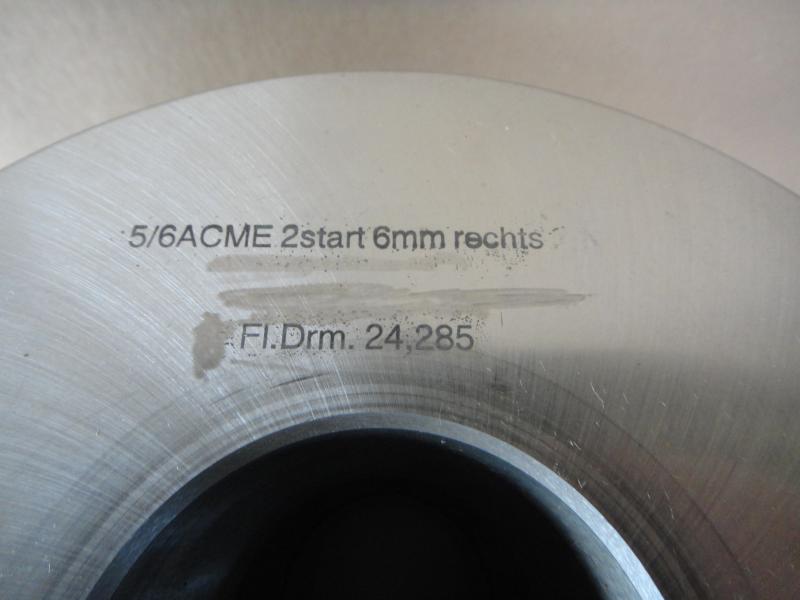 5/6ACME 2start 6mm rechts
Fl.Drm. 24,285